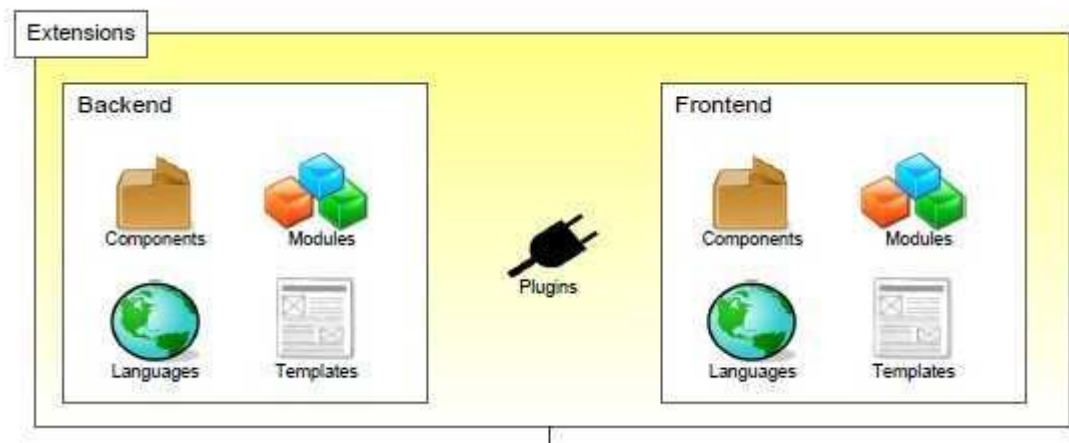 Extensions
Backend
Components
Modules
Languages
Templates
Plugins
Frontend
Components
Modules
Languages
Templates